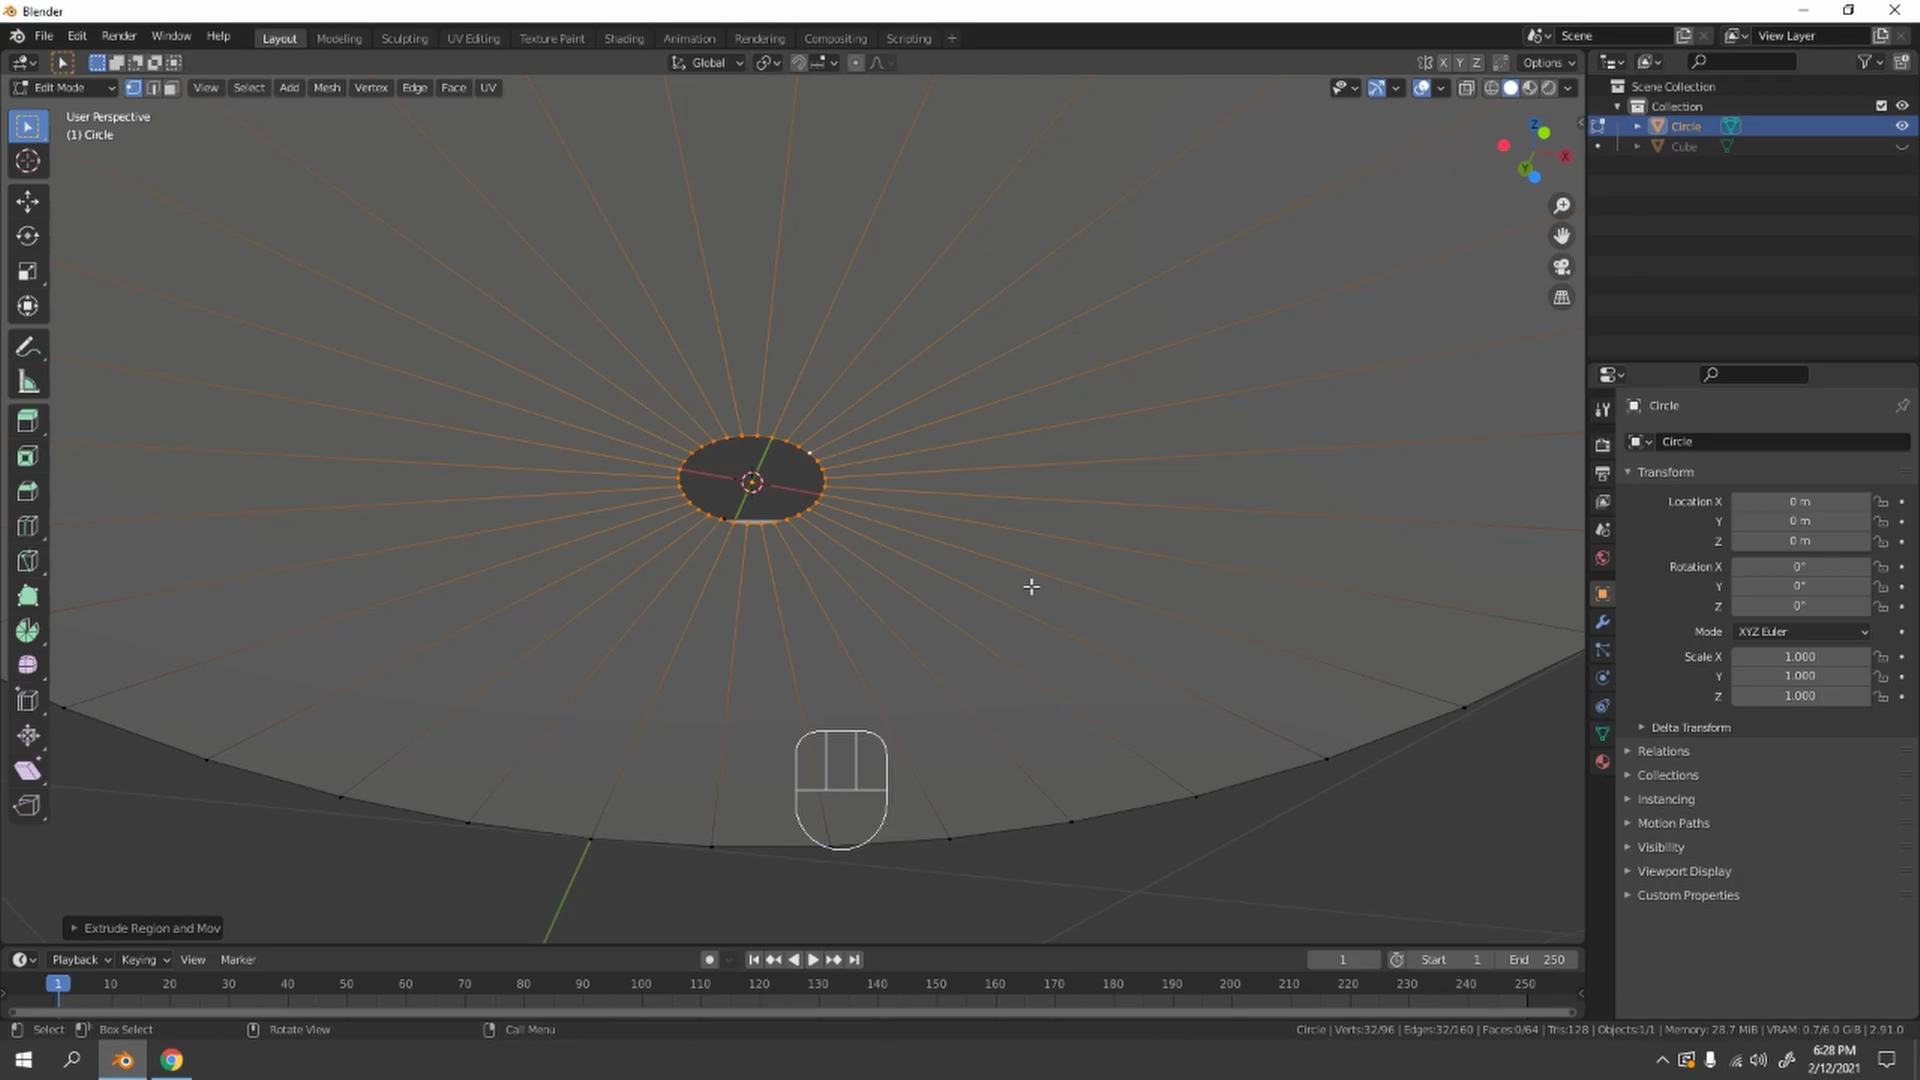 Blender
File Edit Render Window Help
Layout Modeling Sculpting UV Editing Texture Paint Shading Animation Rendering Compositing Scripting +
Scene View Layer
Global X Y Z Options
Edit Mode View Select Add Mesh Vertex Edge Face UV
User Perspective
(1) Circle
Z
X
Y
Scene Collection
Collection
Circle
Cube
Circle
Circle
Transform
Location X 0 m
Y 0 m
Z 0 m
Rotation X 0°
Y 0°
Z 0°
Mode XYZ Euler
Scale X 1.000
Y 1.000
Z 1.000
Delta Transform
Relations
Collections
Instancing
Motion Paths
Visibility
Viewport Display
Custom Properties
Extrude Region and Mov
Playback Keying View Marker 1 Start 1 End 250
1 10 20 30 40 50 60 70 80 90 100 110 120 130 140 150 160 170 180 190 200 210 220 230 240 250
Select Box Select Rotate View Call Menu Circle | Verts:32/96 | Edges:32/160 | Faces:0/64 | Tris:128 | Objects:1/1 | Memory: 28.7 MiB | VRAM: 0.7/6.0 GiB | 2.91.0
6:28 PM
2/12/2021